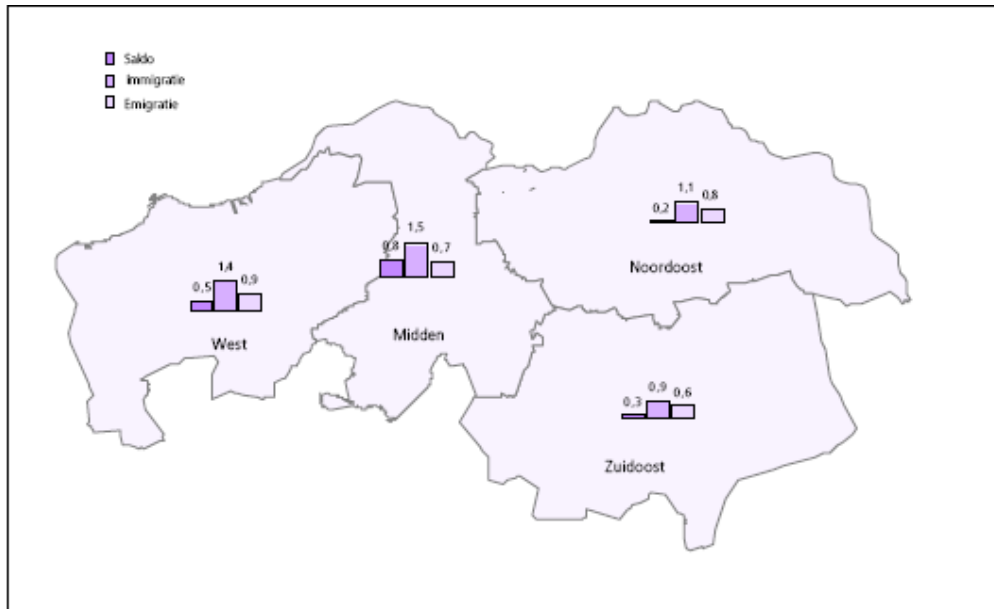 Saldo
Immigratie
Emigratie
1,1
0,2 0,8
Noordoost
1,5
0,8 0,7
Midden
1,4
0,5 0,9
West
0,9
0,3 0,6
Zuidoost